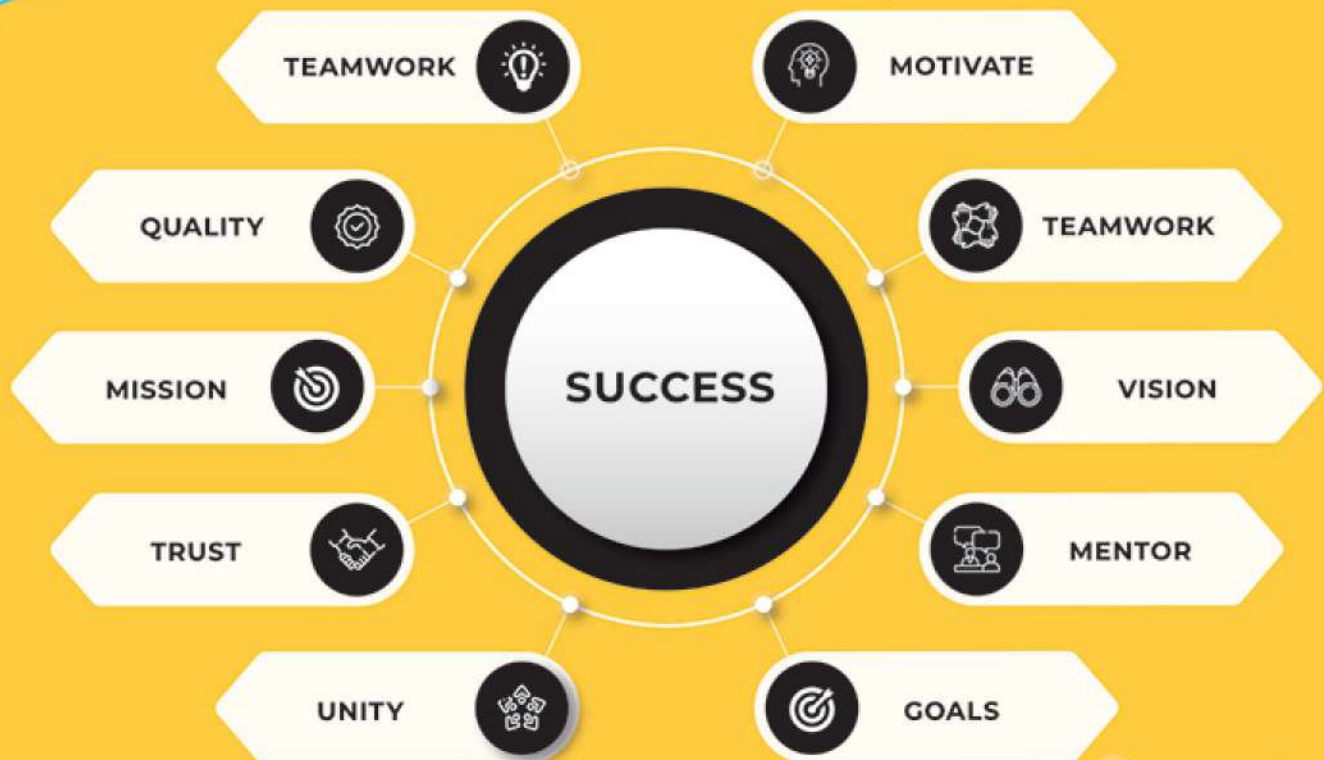 TEAMWORK
MOTIVATE
QUALITY
TEAMWORK
MISSION
SUCCESS
VISION
TRUST
MENTOR
UNITY
GOALS